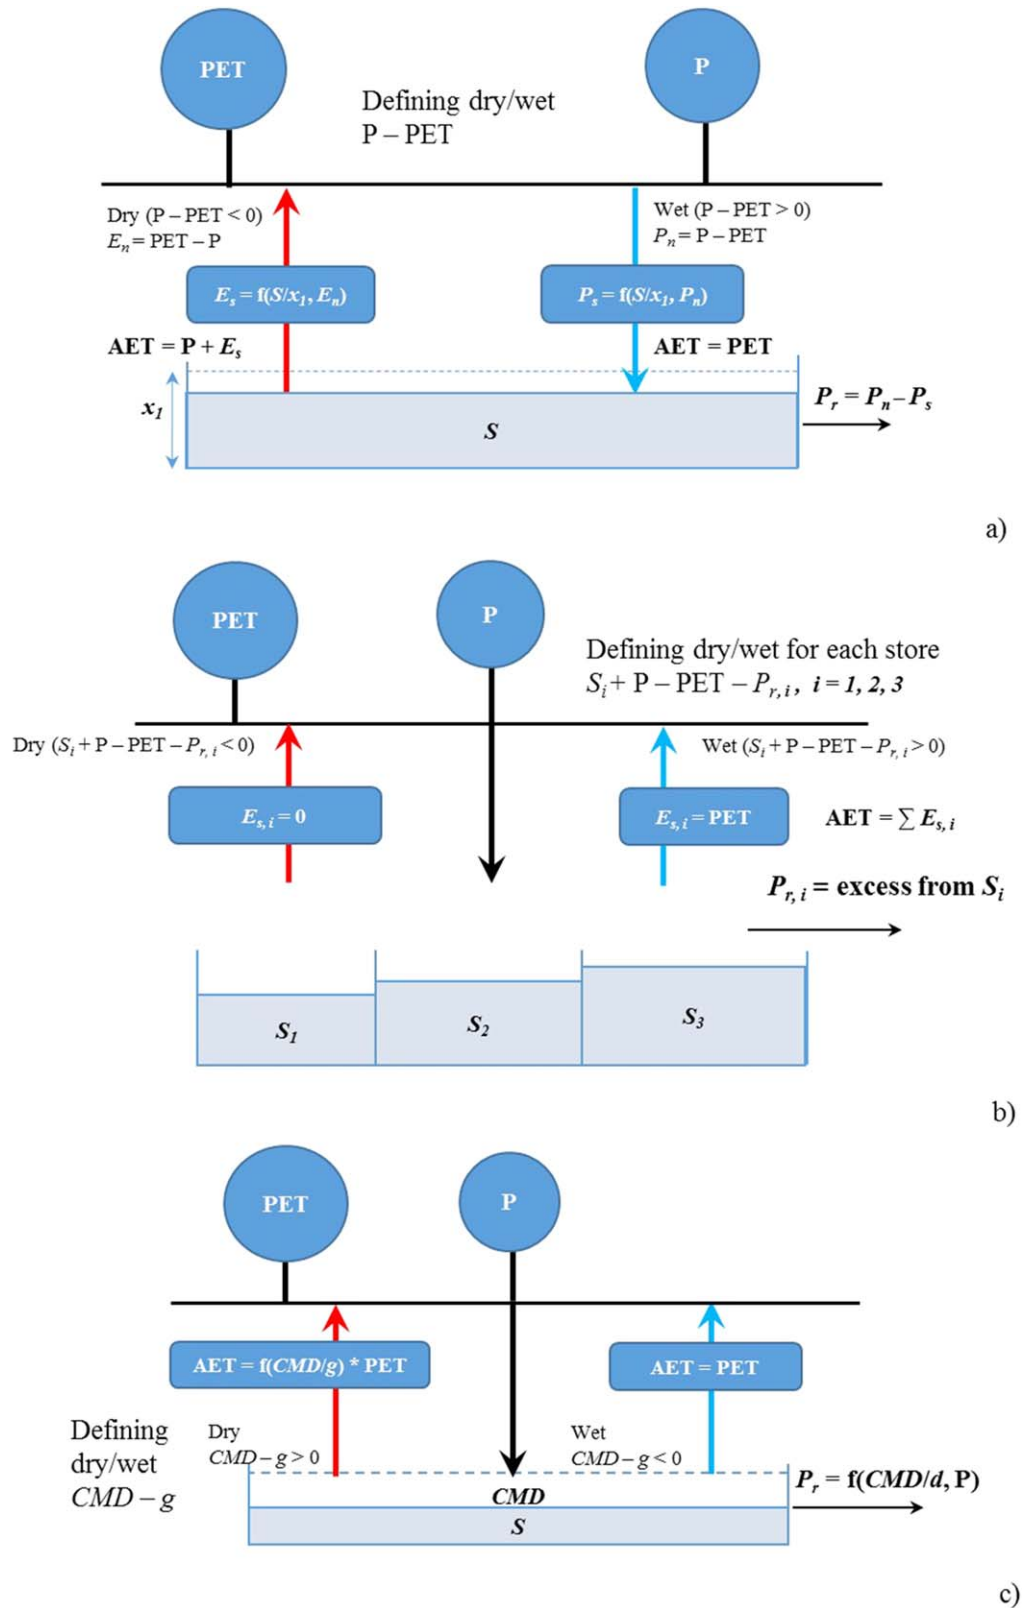 PET
P
Defining dry/wet
P – PET
Dry (P – PET < 0)
Eₙ = PET – P
Wet (P – PET > 0)
Pₙ = P – PET
Eₛ = f(S/x₁, Eₙ)
Pₛ = f(S/x₁, Pₙ)
AET = P + Eₛ
AET = PET
x₁
S
Pᵣ = Pₙ – Pₛ
a)
PET
P
Defining dry/wet for each store
Sᵢ + P – PET – Pᵣ,ᵢ, i = 1, 2, 3
Dry (Sᵢ + P – PET – Pᵣ,ᵢ < 0)
Wet (Sᵢ + P – PET – Pᵣ,ᵢ > 0)
Eₛ,ᵢ = 0
Eₛ,ᵢ = PET
AET = ∑ Eₛ,ᵢ
Pᵣ,ᵢ = excess from Sᵢ
S₁
S₂
S₃
b)
PET
P
AET = f(CMD/g) * PET
AET = PET
Defining
dry/wet
CMD – g
Dry
CMD – g > 0
Wet
CMD – g < 0
Pᵣ = f(CMD/d, P)
CMD
S
c)